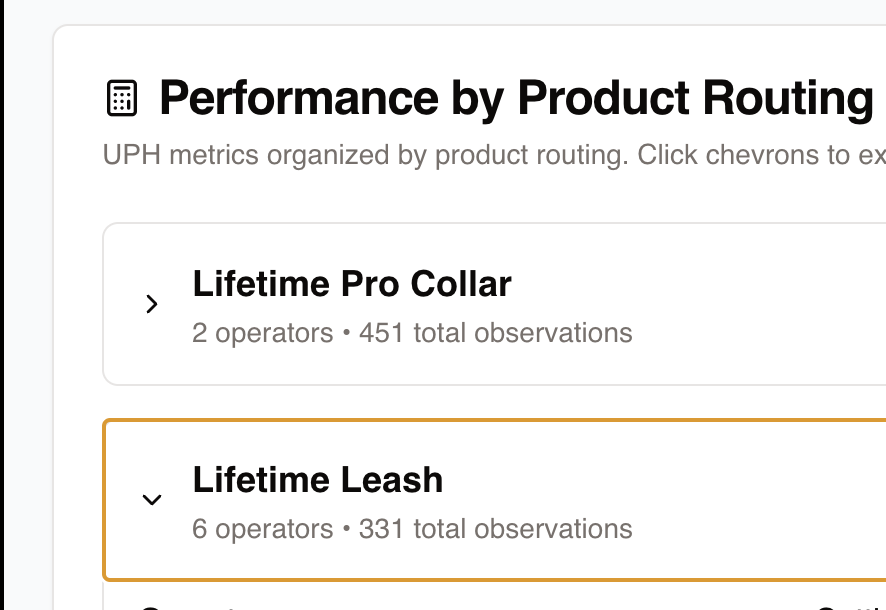 Performance by Product Routing
UPH metrics organized by product routing. Click chevrons to
Lifetime Pro Collar
2 operators • 451 total observations
Lifetime Leash
6 operators • 331 total observations